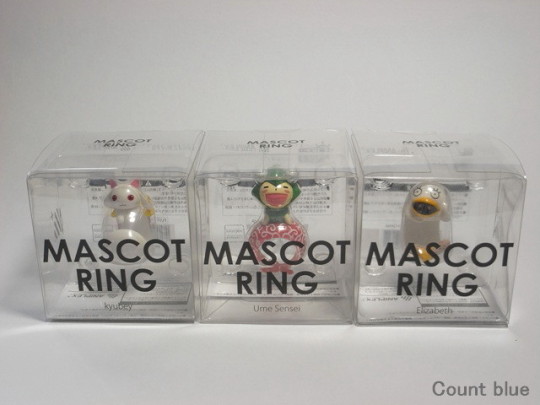 MASCOT
RING
MASCOT
RING
kyubey
MASCOT
RING
MASCOT
RING
Ume Sensei
MASCOT
RING
MASCOT
RING
Elizabeth
Count blue